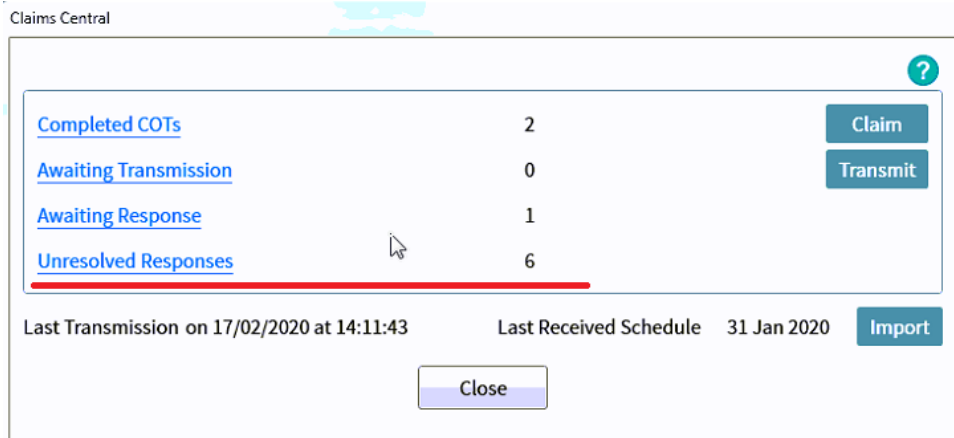 Claims Central
?
Completed COTs 2 Claim
Awaiting Transmission 0 Transmit
Awaiting Response 1
Unresolved Responses 6
Last Transmission on 17/02/2020 at 14:11:43 Last Received Schedule 31 Jan 2020 Import
Close